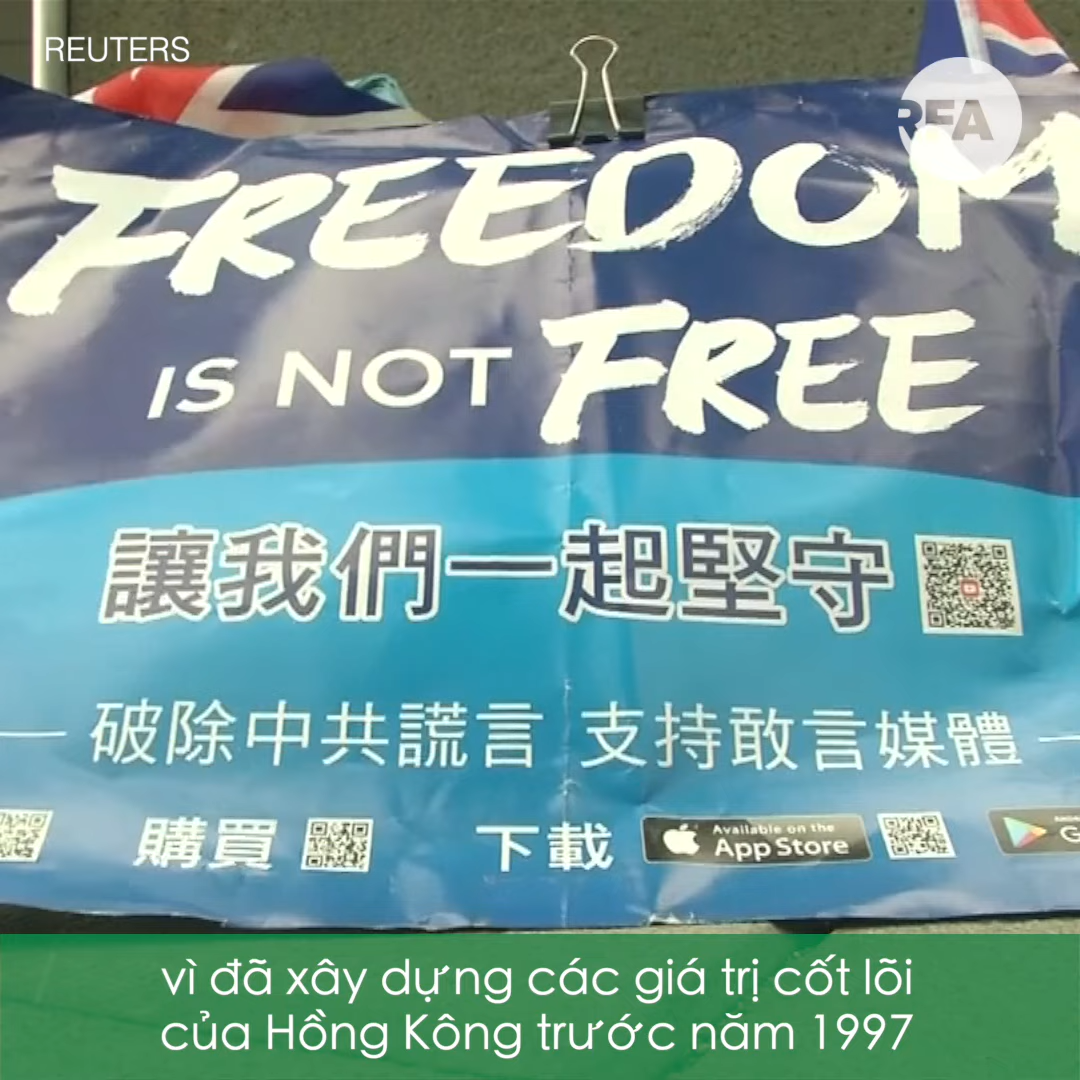 REUTERS
RFA
FREEDOM
IS NOT FREE
讓我們一起堅守
破除中共謊言 支持敢言媒體
購買 下載 Available on the App Store
vì đã xây dựng các giá trị cốt lõi
của Hồng Kông trước năm 1997